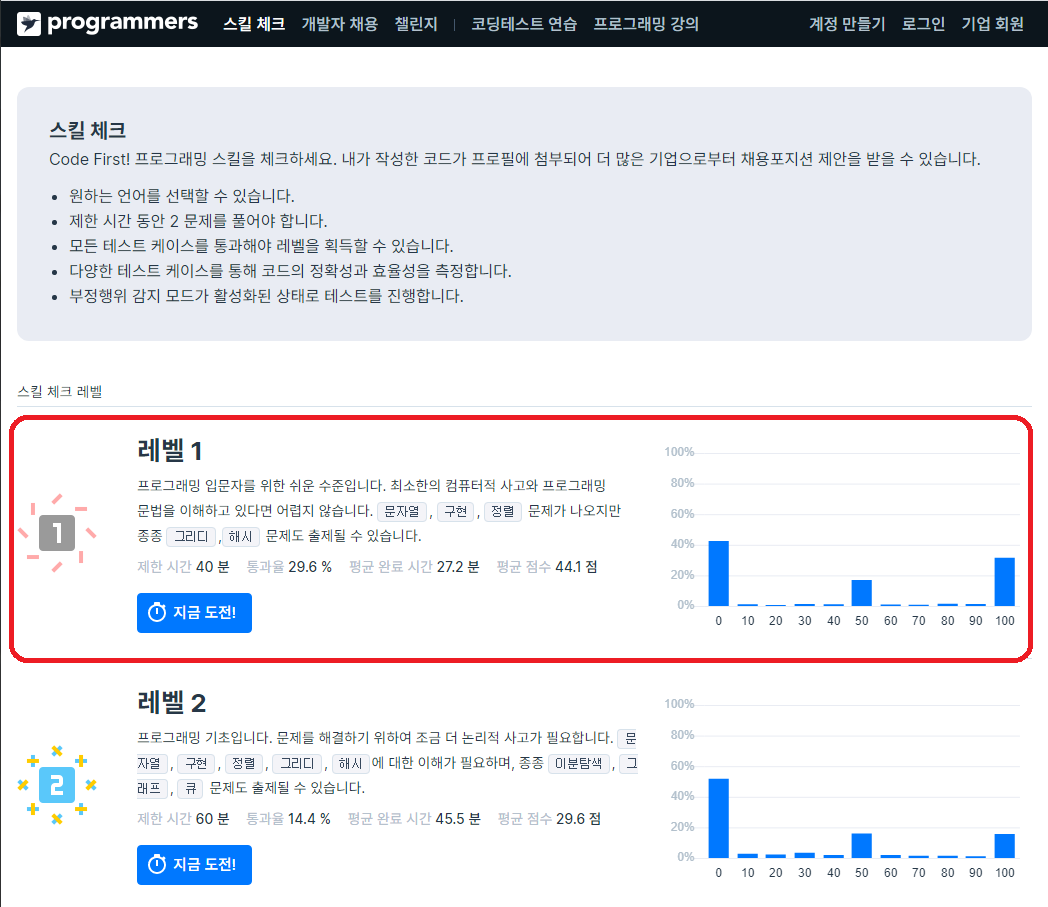 programmers 스킬 체크 개발자 채용 챌린지 | 코딩테스트 연습 프로그래밍 강의 계정 만들기 로그인 기업 회원
스킬 체크
Code First! 프로그래밍 스킬을 체크하세요. 내가 작성한 코드가 프로필에 첨부되어 더 많은 기업으로부터 채용포지션 제안을 받을 수 있습니다.
• 원하는 언어를 선택할 수 있습니다.
• 제한 시간 동안 2 문제를 풀어야 합니다.
• 모든 테스트 케이스를 통과해야 레벨을 획득할 수 있습니다.
• 다양한 테스트 케이스를 통해 코드의 정확성과 효율성을 측정합니다.
• 부정행위 감지 모드가 활성화된 상태로 테스트를 진행합니다.
스킬 체크 레벨
1
레벨 1
프로그래밍 입문자를 위한 쉬운 수준입니다. 최소한의 컴퓨터적 사고와 프로그래밍
문법을 이해하고 있다면 어렵지 않습니다. 문자열 , 구현 , 정렬 문제가 나오지만
종종 그리디 , 해시 문제도 출제될 수 있습니다.
제한 시간 40 분 통과율 29.6 % 평균 완료 시간 27.2 분 평균 점수 44.1 점
지금 도전!
100%
80%
60%
40%
20%
0%
0 10 20 30 40 50 60 70 80 90 100
2
레벨 2
프로그래밍 기초입니다. 문제를 해결하기 위하여 조금 더 논리적 사고가 필요합니다. 문
자열 , 구현 , 정렬 , 그리디 , 해시 에 대한 이해가 필요하며, 종종 이분탐색 , 그
래프 , 큐 문제도 출제될 수 있습니다.
제한 시간 60 분 통과율 14.4 % 평균 완료 시간 45.5 분 평균 점수 29.6 점
지금 도전!
100%
80%
60%
40%
20%
0%
0 10 20 30 40 50 60 70 80 90 100